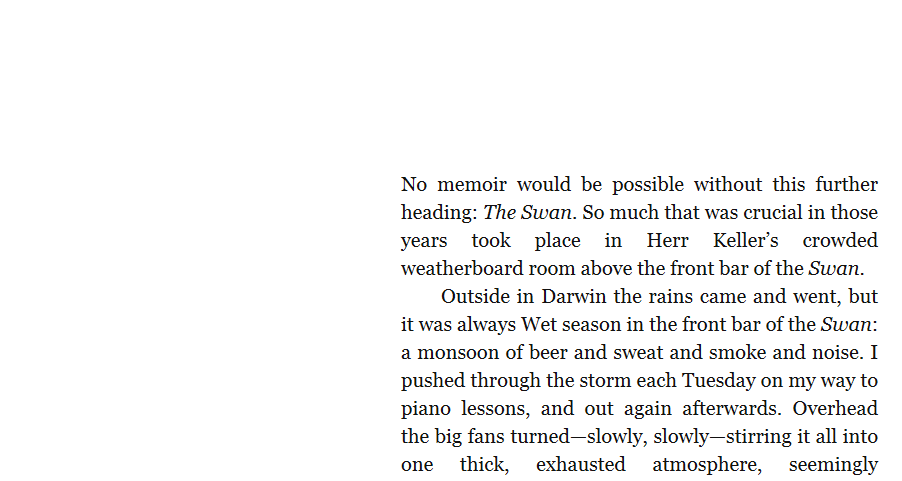 No memoir would be possible without this further
heading: The Swan. So much that was crucial in those
years took place in Herr Keller’s crowded
weatherboard room above the front bar of the Swan.
Outside in Darwin the rains came and went, but
it was always Wet season in the front bar of the Swan:
a monsoon of beer and sweat and smoke and noise. I
pushed through the storm each Tuesday on my way to
piano lessons, and out again afterwards. Overhead
the big fans turned—slowly, slowly—stirring it all into
one thick, exhausted atmosphere, seemingly